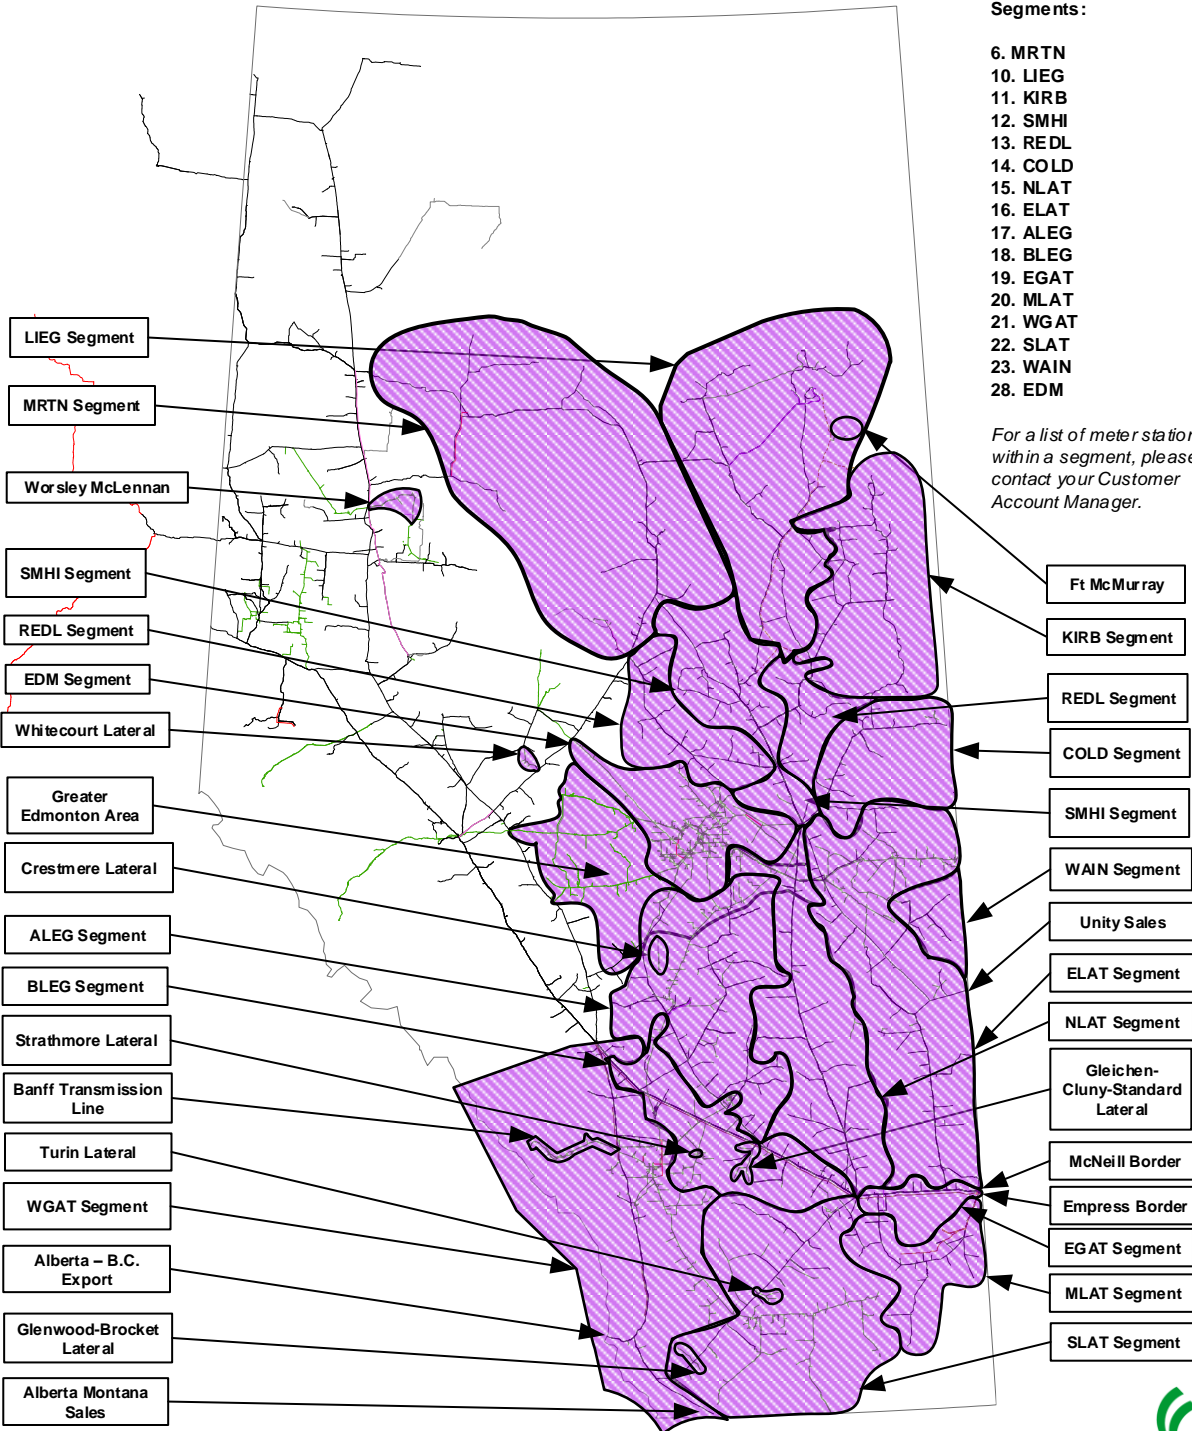 Segments:
6. MRTN
10. LIEG
11. KIRB
12. SMHI
13. REDL
14. COLD
15. NLAT
16. ELAT
17. ALEG
18. BLEG
19. EGAT
20. MLAT
21. WGAT
22. SLAT
23. WAIN
28. EDM
For a list of meter station
within a segment, please
contact your Customer
Account Manager.
LIEG Segment
MRTN Segment
Worsley McLennan
SMHI Segment
REDL Segment
EDM Segment
Whitecourt Lateral
Greater
Edmonton Area
Crestmere Lateral
ALEG Segment
BLEG Segment
Strathmore Lateral
Banff Transmission
Line
Turin Lateral
WGAT Segment
Alberta – B.C.
Export
Glenwood-Brocket
Lateral
Alberta Montana
Sales
Ft McMurray
KIRB Segment
REDL Segment
COLD Segment
SMHI Segment
WAIN Segment
Unity Sales
ELAT Segment
NLAT Segment
Gleichen-
Cluny-Standard
Lateral
McNeill Border
Empress Border
EGAT Segment
MLAT Segment
SLAT Segment